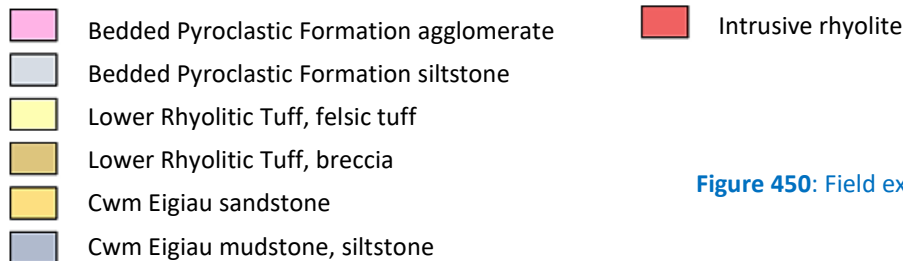 Bedded Pyroclastic Formation agglomerate
Bedded Pyroclastic Formation siltstone
Lower Rhyolitic Tuff, felsic tuff
Lower Rhyolitic Tuff, breccia
Cwm Eigiau sandstone
Cwm Eigiau mudstone, siltstone
Intrusive rhyolite
Figure 450: Field ex